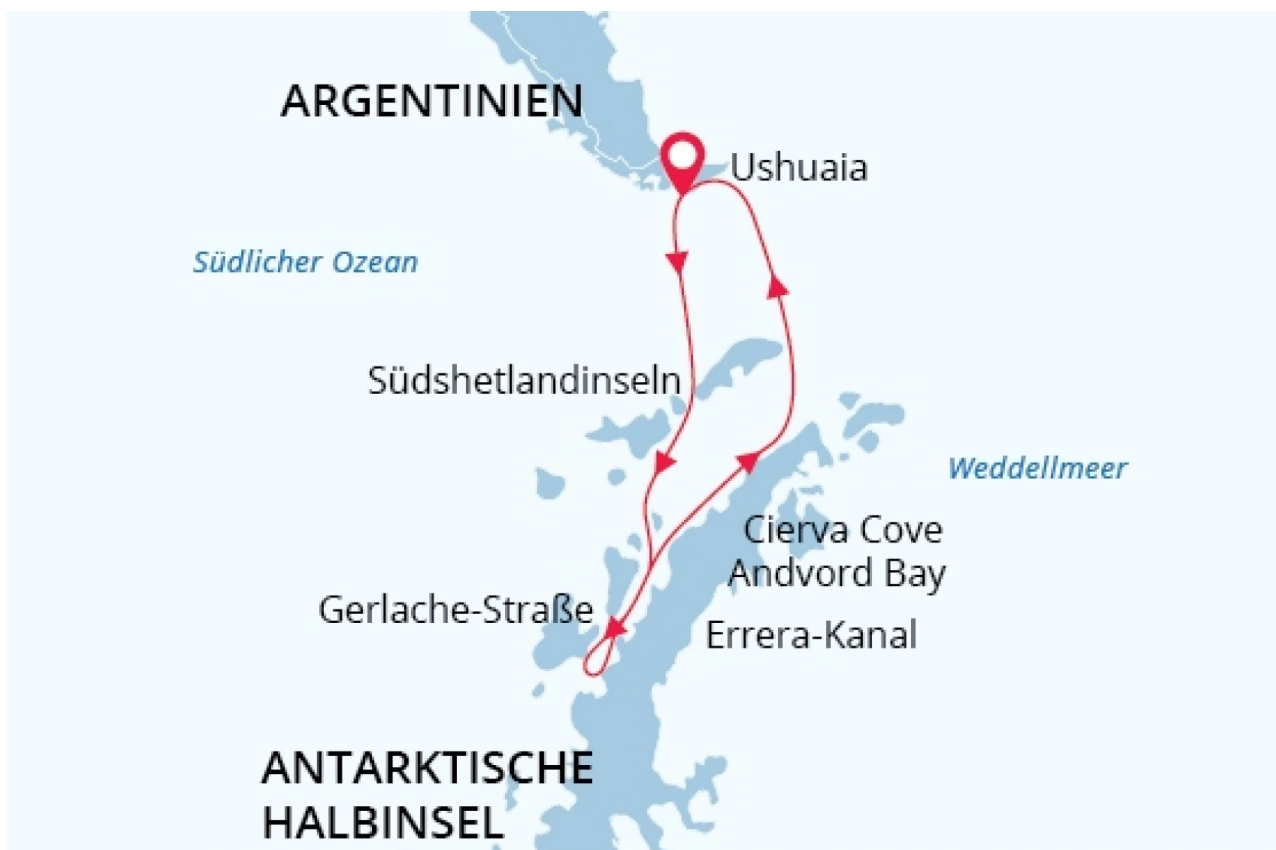 ARGENTINIEN
Ushuaia
Südlicher Ozean
Südshetlandinseln
Weddellmeer
Cierva Cove
Andvord Bay
Gerlache-Straße
Errera-Kanal
ANTARKTISCHE
HALBINSEL